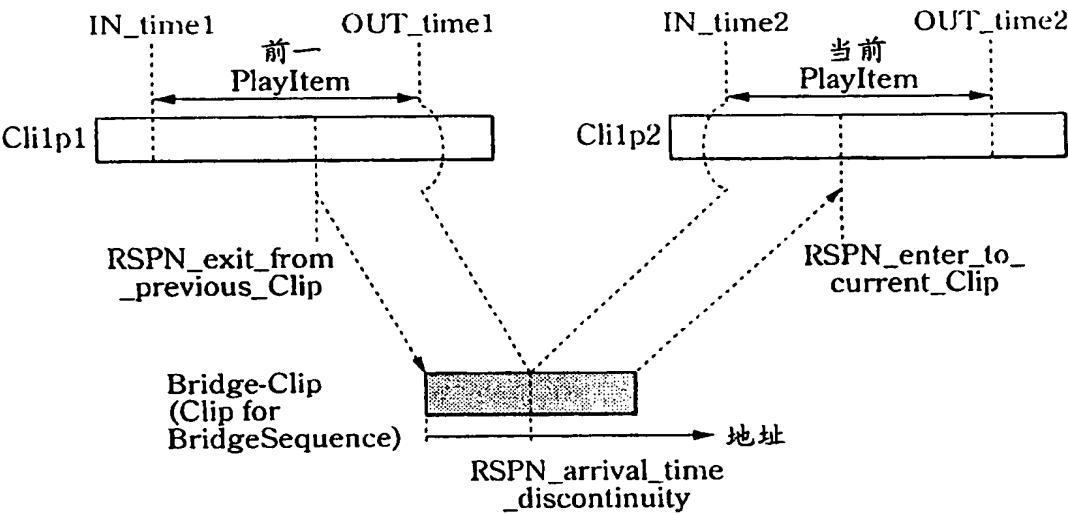 IN_time1
OUT_time1
IN_time2
OUT_time2
前一
PlayItem
当前
PlayItem
Cli1p1
Cli1p2
RSPN_exit_from
_previous_Clip
RSPN_enter_to_
current_Clip
Bridge-Clip
(Clip for
BridgeSequence)
地址
RSPN_arrival_time
_discontinuity